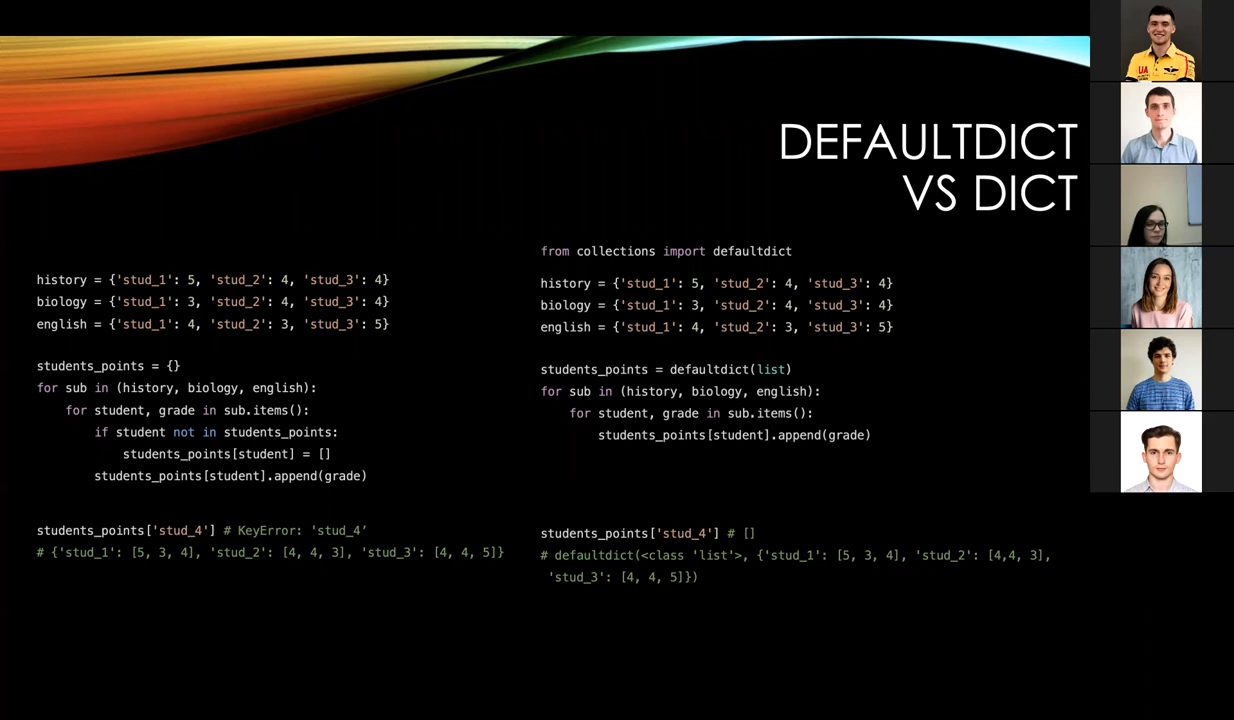 DEFAULTDICT
VS DICT
history = {'stud_1': 5, 'stud_2': 4, 'stud_3': 4}
biology = {'stud_1': 3, 'stud_2': 4, 'stud_3': 4}
english = {'stud_1': 4, 'stud_2': 3, 'stud_3': 5}
students_points = {}
for sub in (history, biology, english):
for student, grade in sub.items():
if student not in students_points:
students_points[student] = []
students_points[student].append(grade)
students_points['stud_4'] # KeyError: 'stud_4’
# {'stud_1': [5, 3, 4], 'stud_2': [4, 4, 3], 'stud_3': [4, 4, 5]}
from collections import defaultdict
history = {'stud_1': 5, 'stud_2': 4, 'stud_3': 4}
biology = {'stud_1': 3, 'stud_2': 4, 'stud_3': 4}
english = {'stud_1': 4, 'stud_2': 3, 'stud_3': 5}
students_points = defaultdict(list)
for sub in (history, biology, english):
for student, grade in sub.items():
students_points[student].append(grade)
students_points['stud_4'] # []
# defaultdict(<class 'list'>, {'stud_1': [5, 3, 4], 'stud_2': [4,4, 3],
'stud_3': [4, 4, 5]})
UA